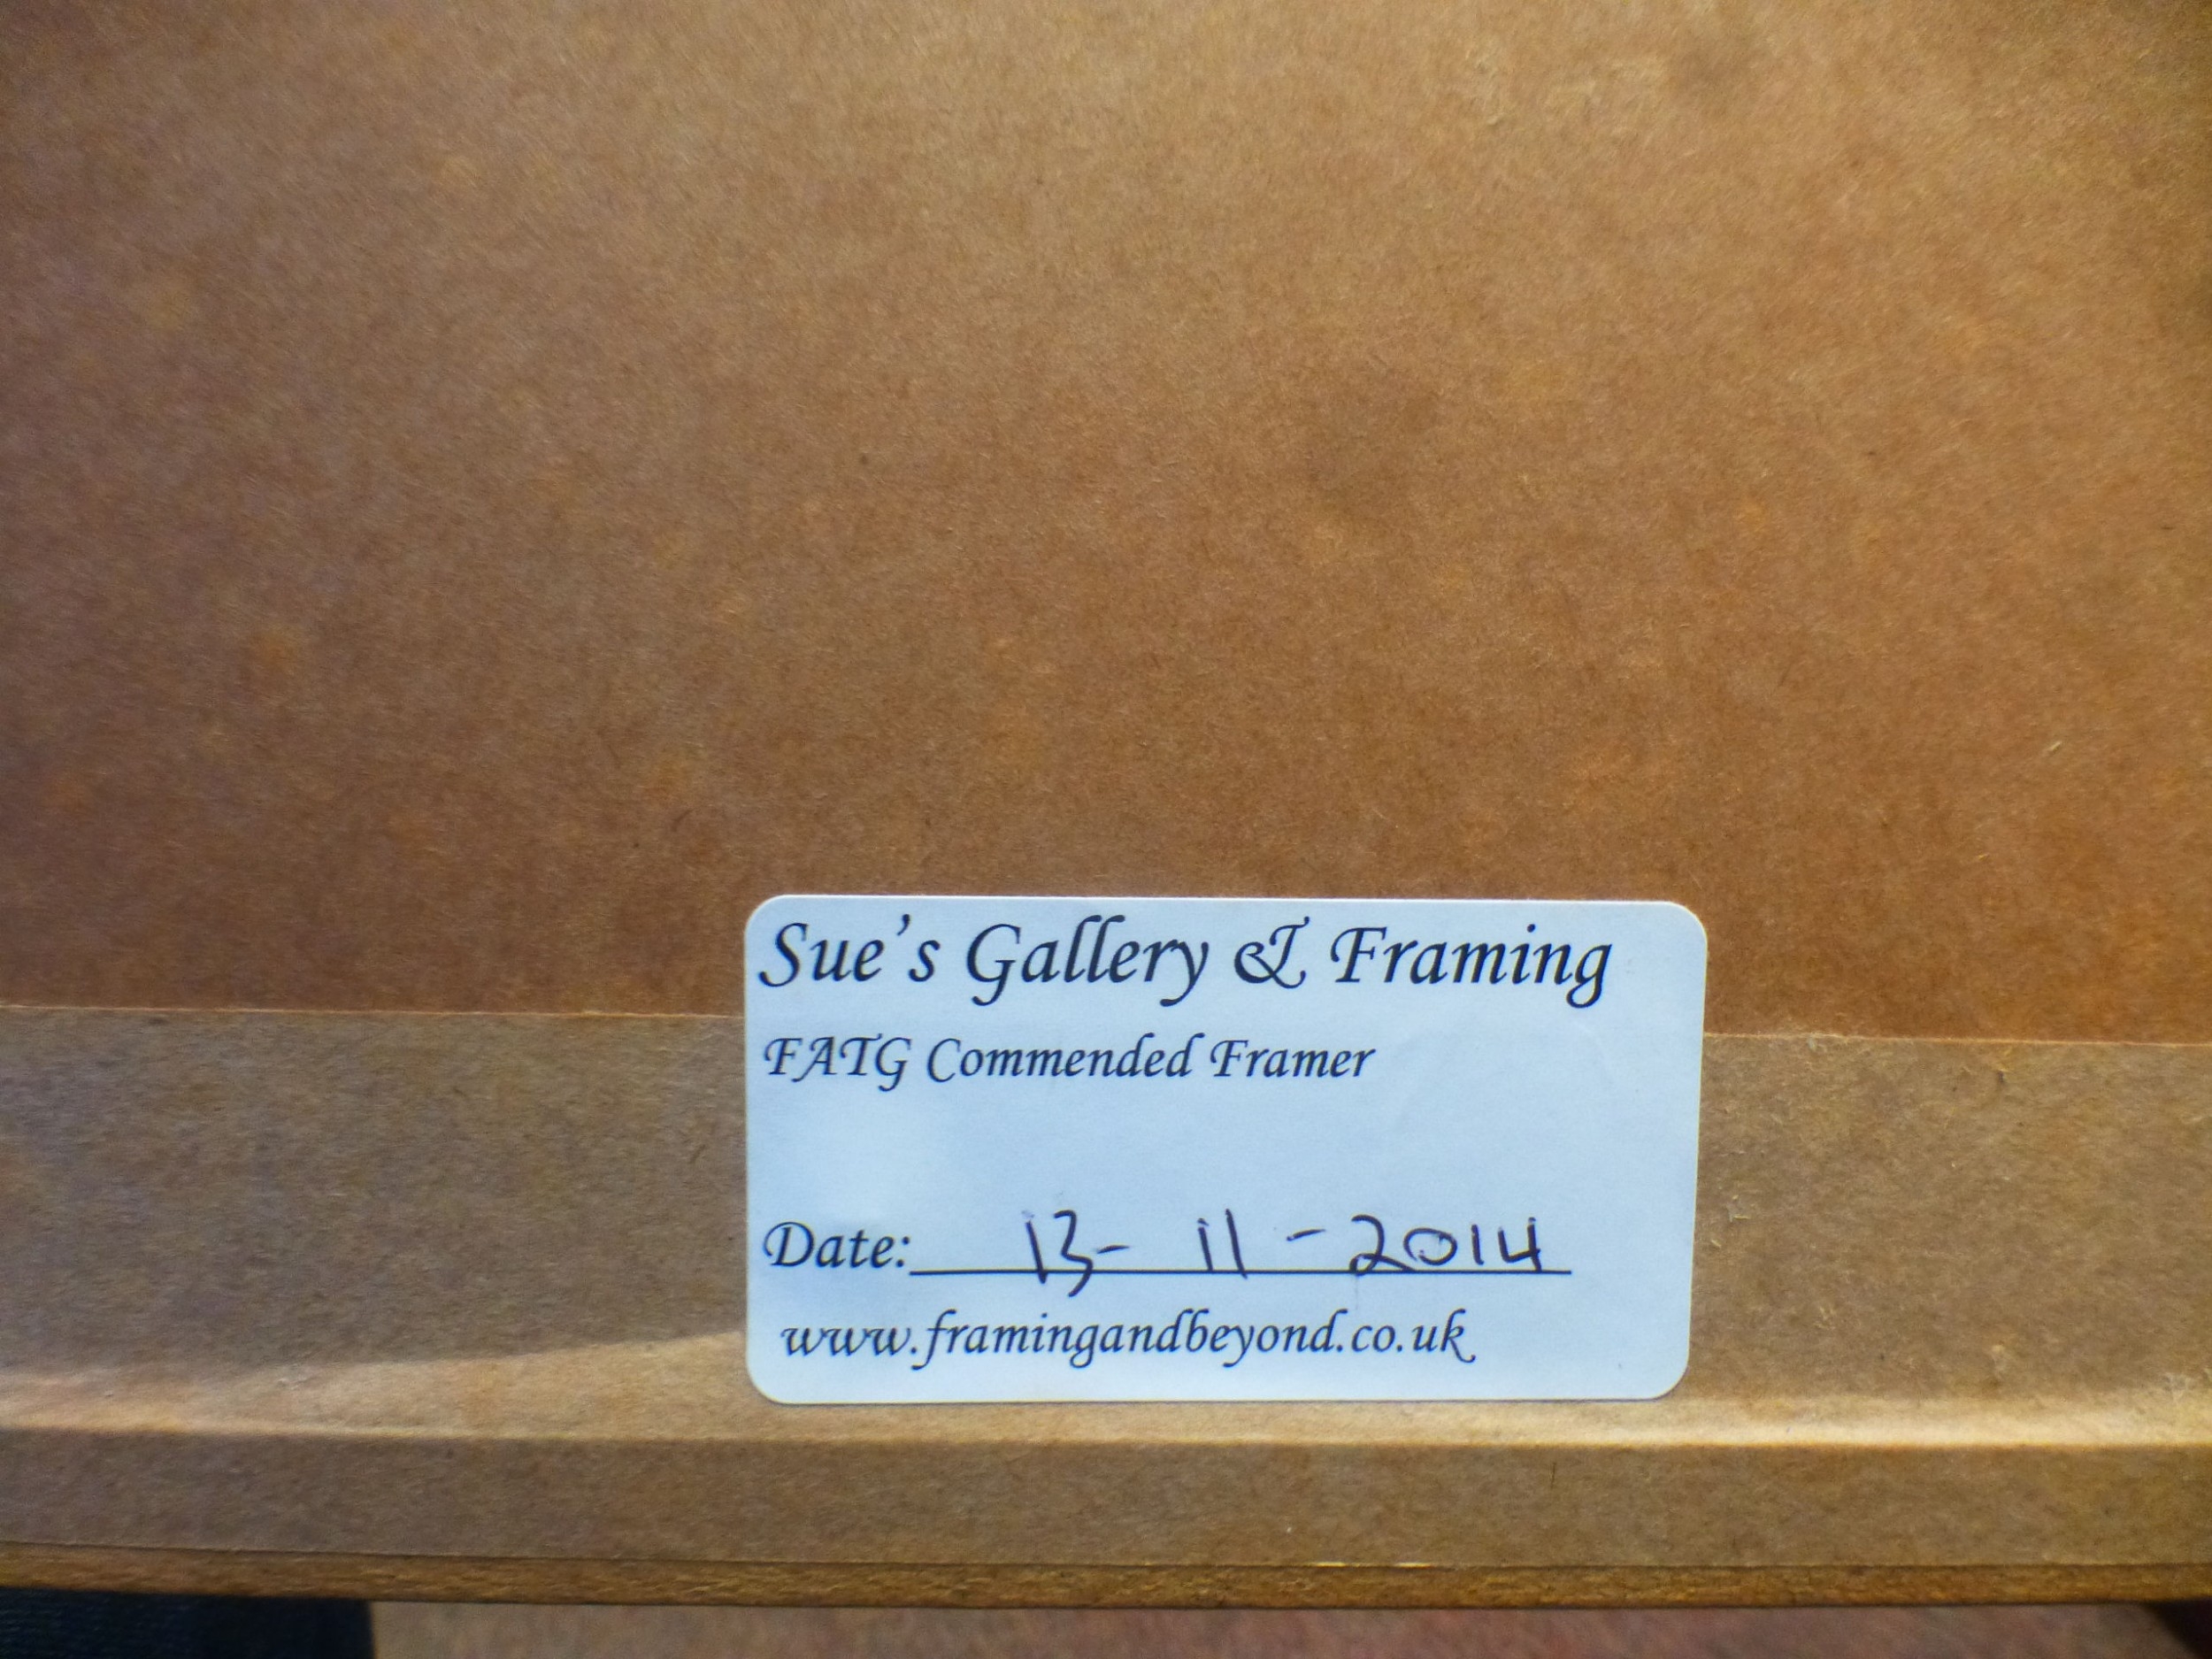 Sue's Gallery & Framing
FATG Commended Framer
Date: 13- 11 - 2014
www.framingandbeyond.co.uk